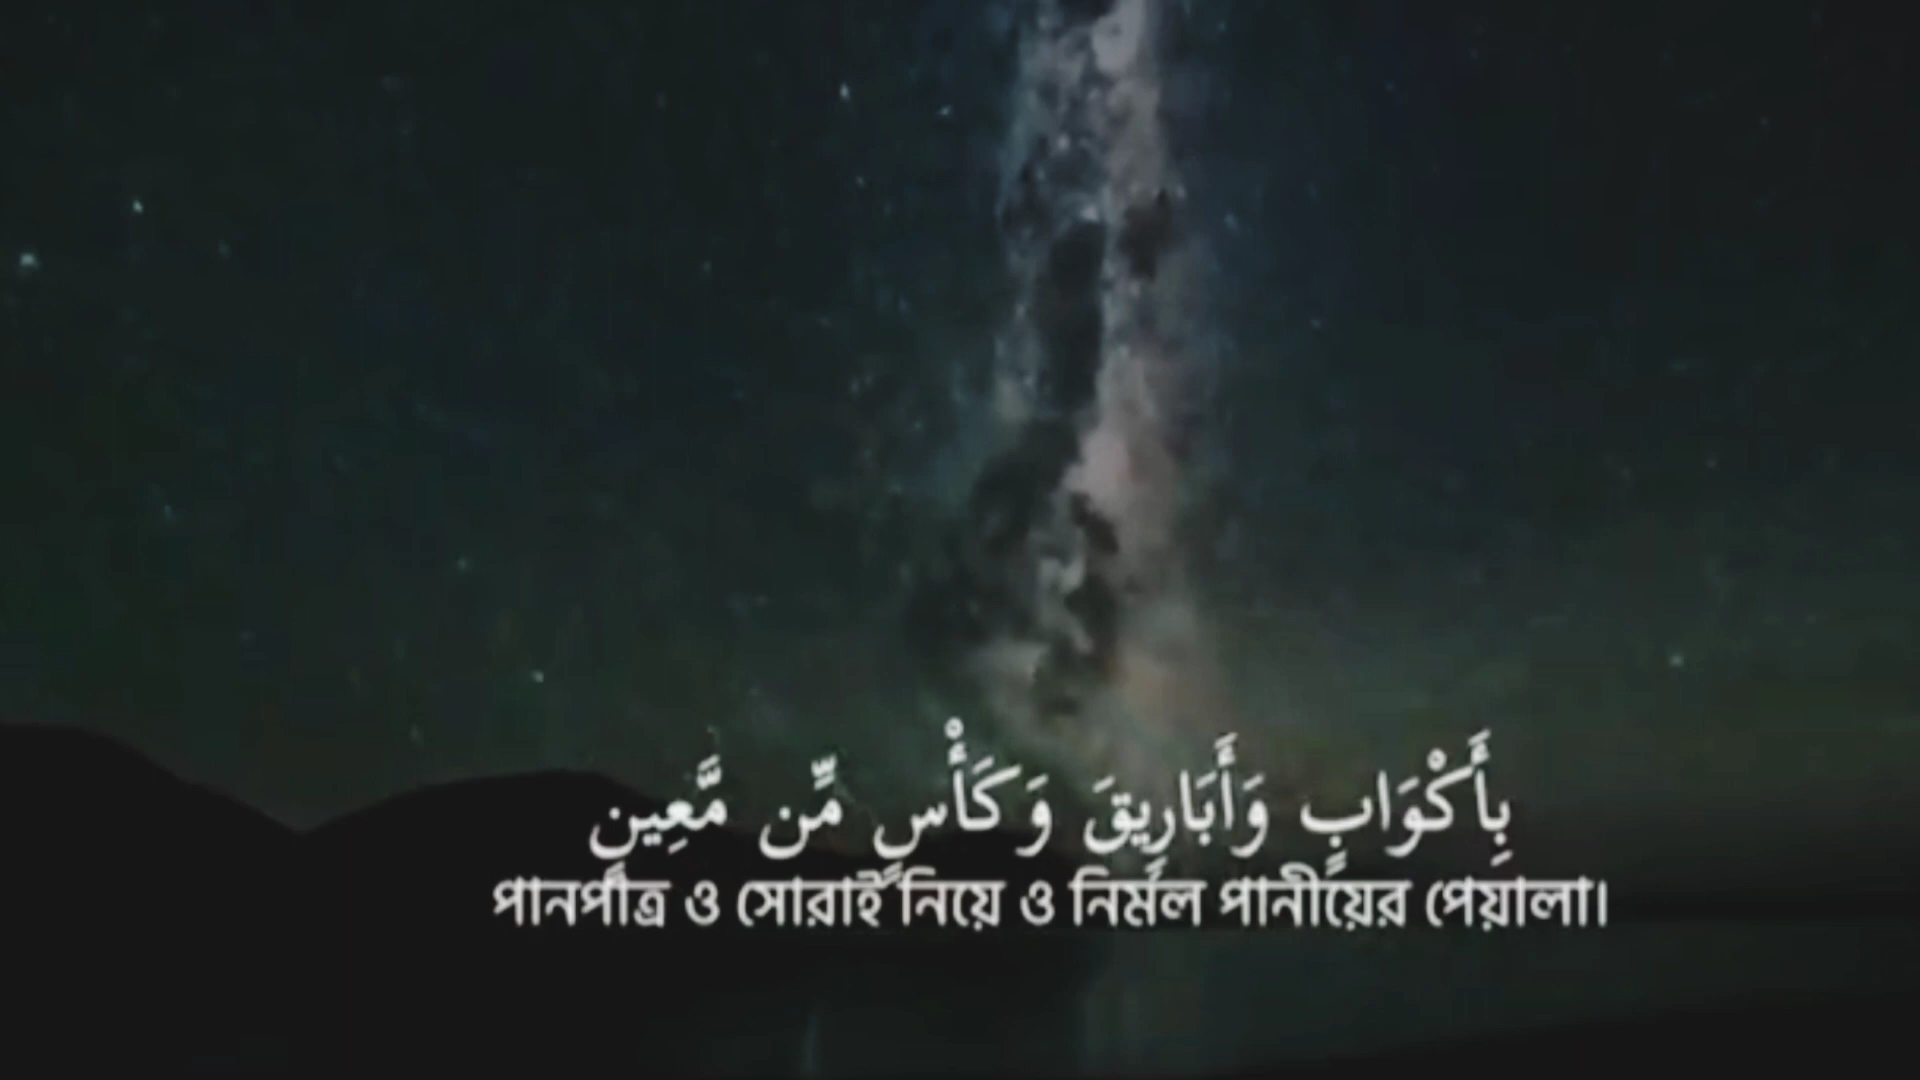 بِأَكْوَابٍ وَأَبَارِيقَ وَكَأْسٍ مِّن مَّعِينٍ
পানপাত্র ও সোরাই নিয়ে ও নির্মল পানীয়ের পেয়ালা।